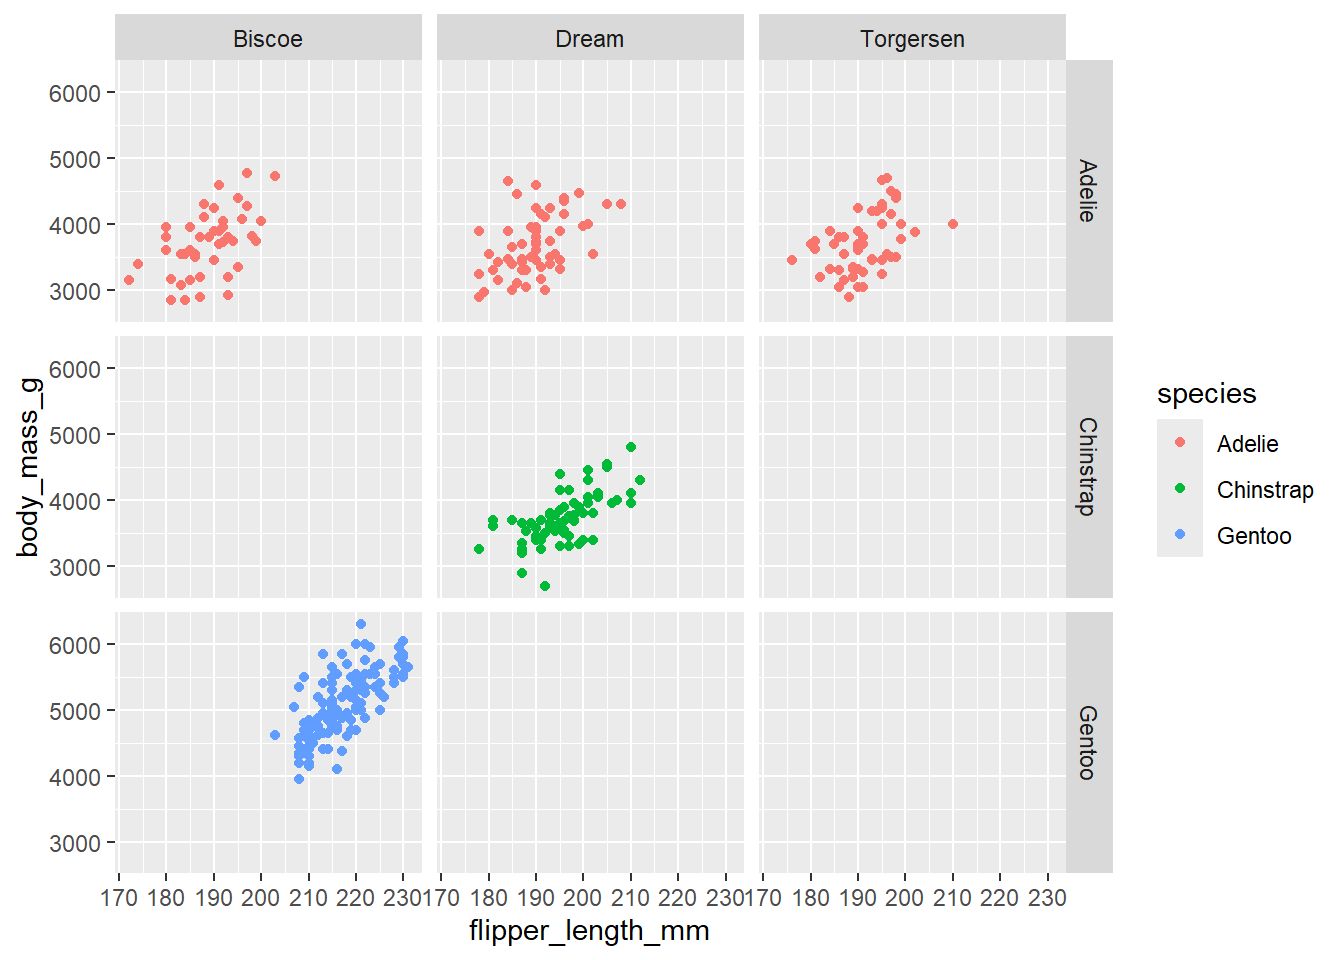 Biscoe Dream Torgersen
6000
5000
4000
3000
Adelie
6000
5000
4000
3000
Chinstrap
6000
5000
4000
3000
Gentoo
170 180 190 200 210 220 230 170 180 190 200 210 220 230 170 180 190 200 210 220 230
flipper_length_mm
body_mass_g
species
Adelie
Chinstrap
Gentoo